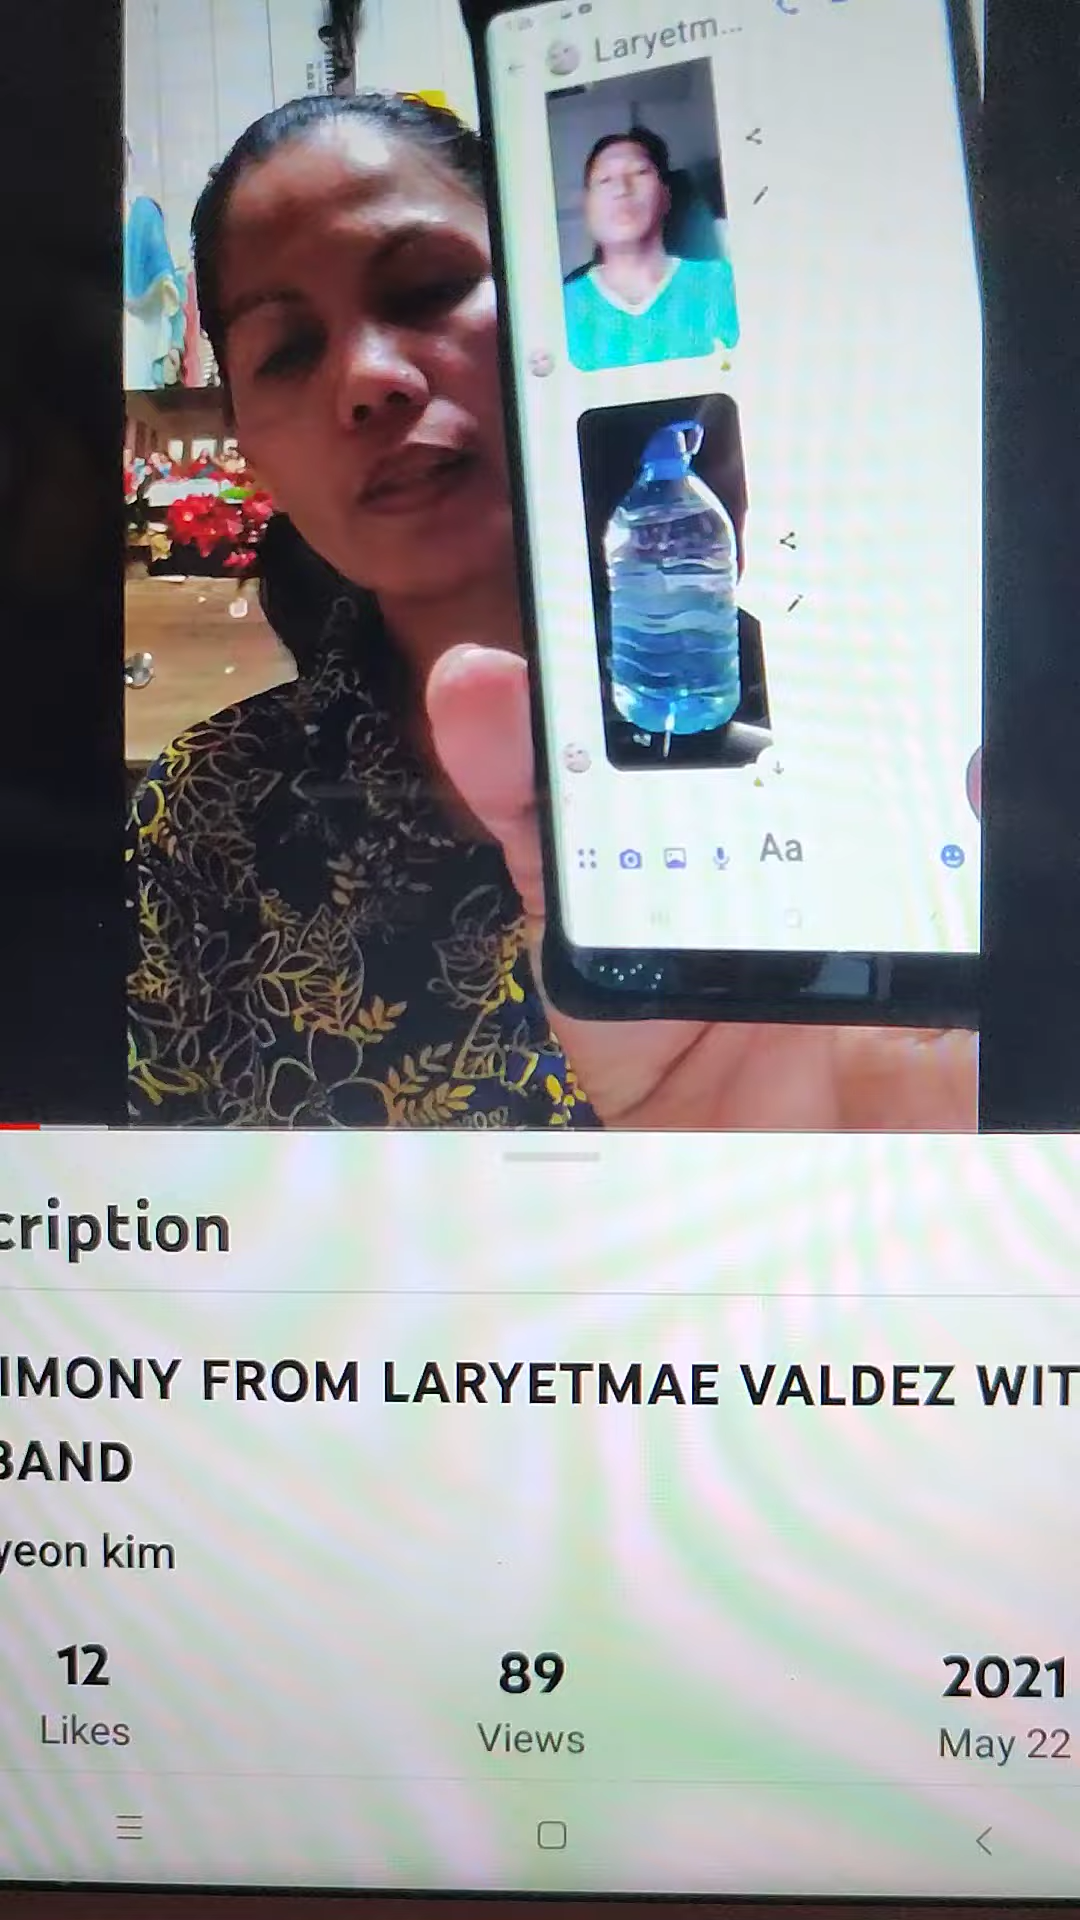 Laryetm...
Aa
cription
IMONY FROM LARYETMAE VALDEZ WIT
BAND
yeon kim
12
Likes
89
Views
2021
May 22